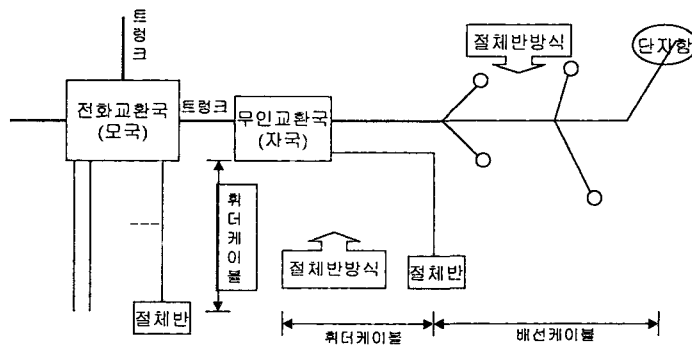 트렁크
절체반방식
단자함
전화교환국
(모국)
트렁크
무인교환국
(자국)
휘더케이블
절체반방식
절체반
절체반
휘더케이블
배선케이블